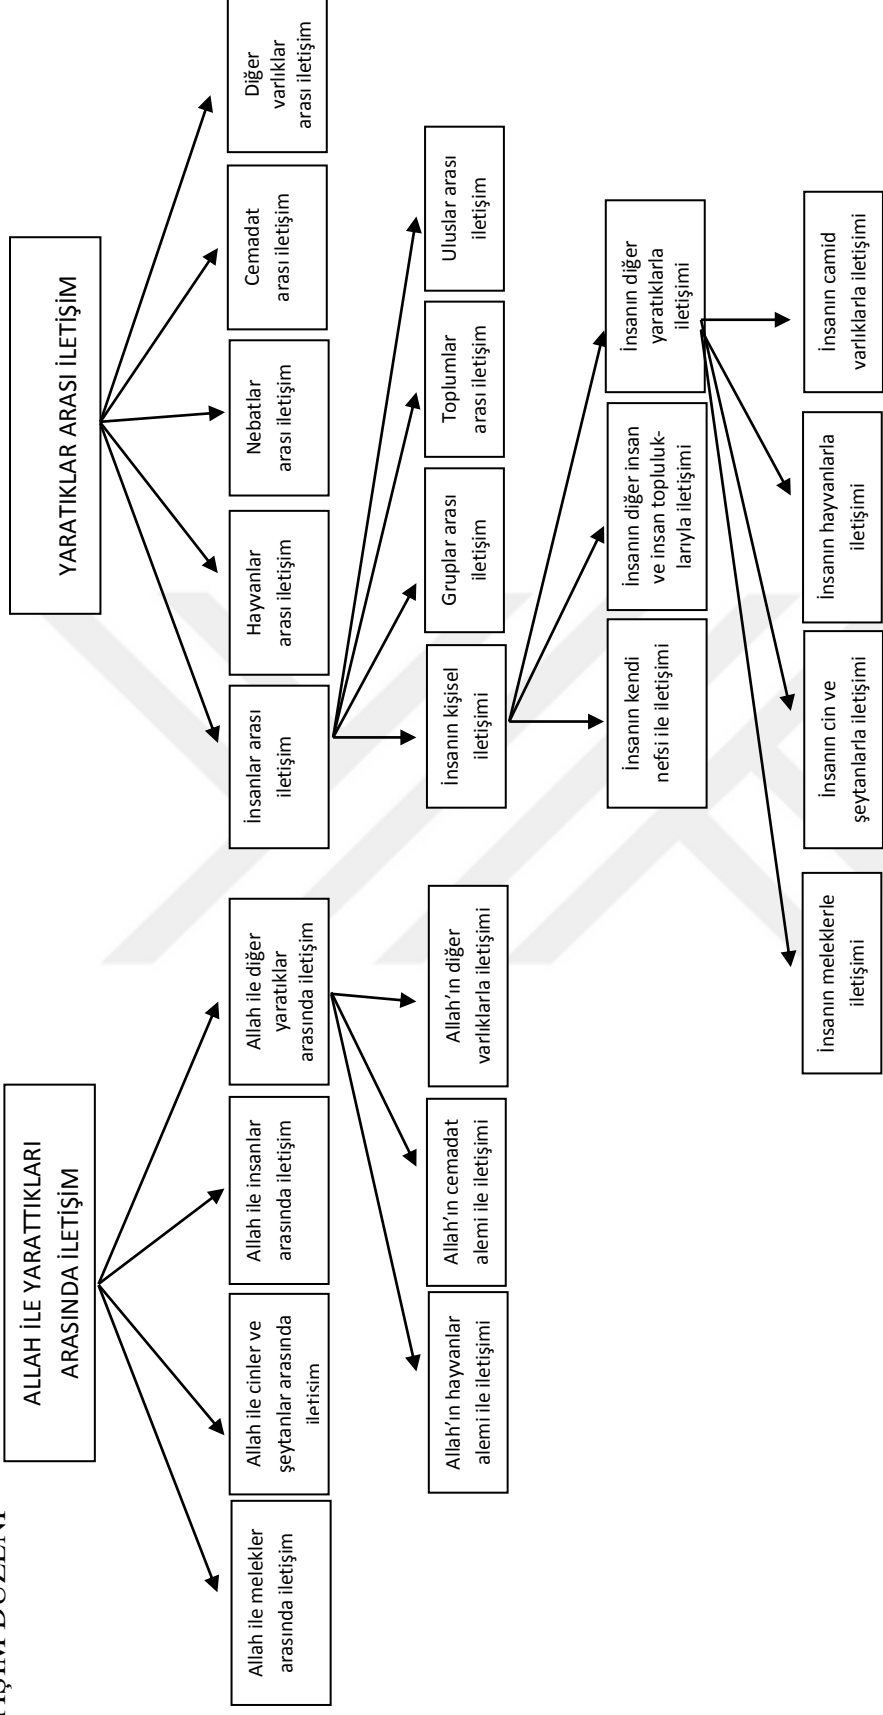 ALLAH İLE YARATTIKLARI
ARASINDA İLETİŞİM
YARATIKLAR ARASI İLETİŞİM
Allah ile melekler
arasında iletişim
Allah ile cinler ve
şeytanlar arasında
iletişim
Allah ile insanlar
arasında iletişim
Allah ile diğer
yaratıklar
arasında iletişim
İnsanlar arası
iletişim
Hayvanlar
arası iletişim
Nebatlar
arası iletişim
Cemadat
arası iletişim
Diğer
varlıklar
arası iletişim
Allah’ın hayvanlar
alemi ile iletişimi
Allah’ın cemadat
alemi ile iletişimi
Allah’ın diğer
varlıklarla iletişimi
İnsanın kişisel
iletişimi
Gruplar arası
iletişim
Toplumlar
arası iletişim
Uluslar arası
iletişim
İnsanın kendi
nefsi ile iletişimi
İnsanın diğer insan
ve insan topluluk-
larıyla iletişimi
İnsanın diğer
yaratıklarla
iletişimi
İnsanın meleklerle
iletişimi
İnsanın cin ve
şeytanlarla iletişimi
İnsanın hayvanlarla
iletişimi
İnsanın camid
varlıklarla iletişimi